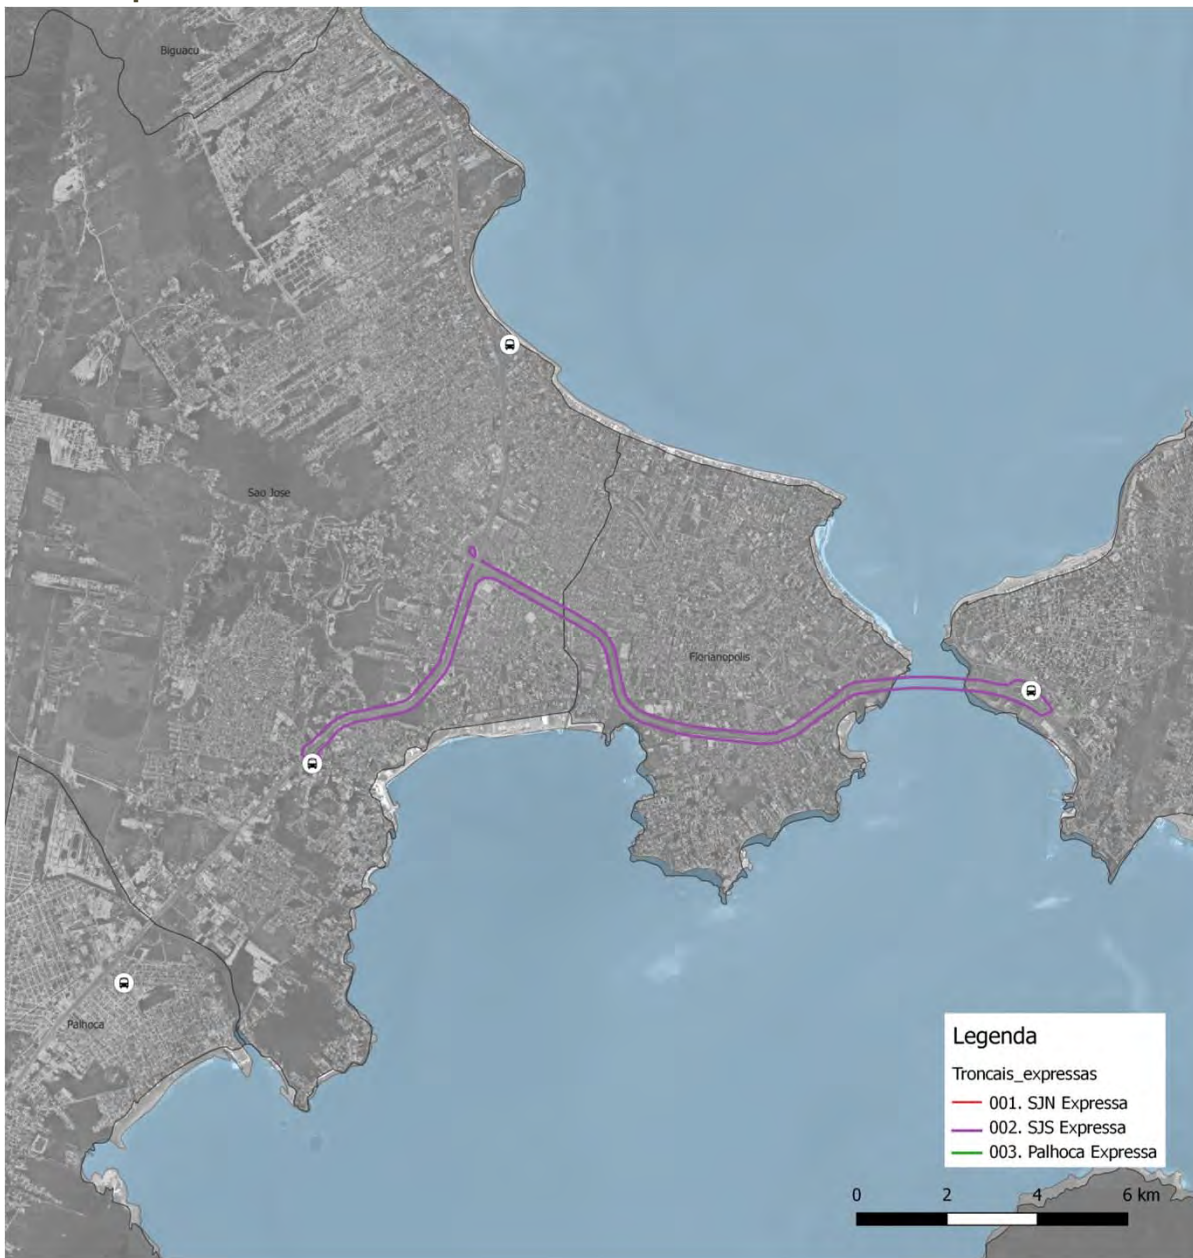 Biguacu
Sao Jose
Florianopolis
Palhoca
Legenda
Troncais_expressas
001. SJN Expressa
002. SJS Expressa
003. Palhoca Expressa
0 2 4 6 km